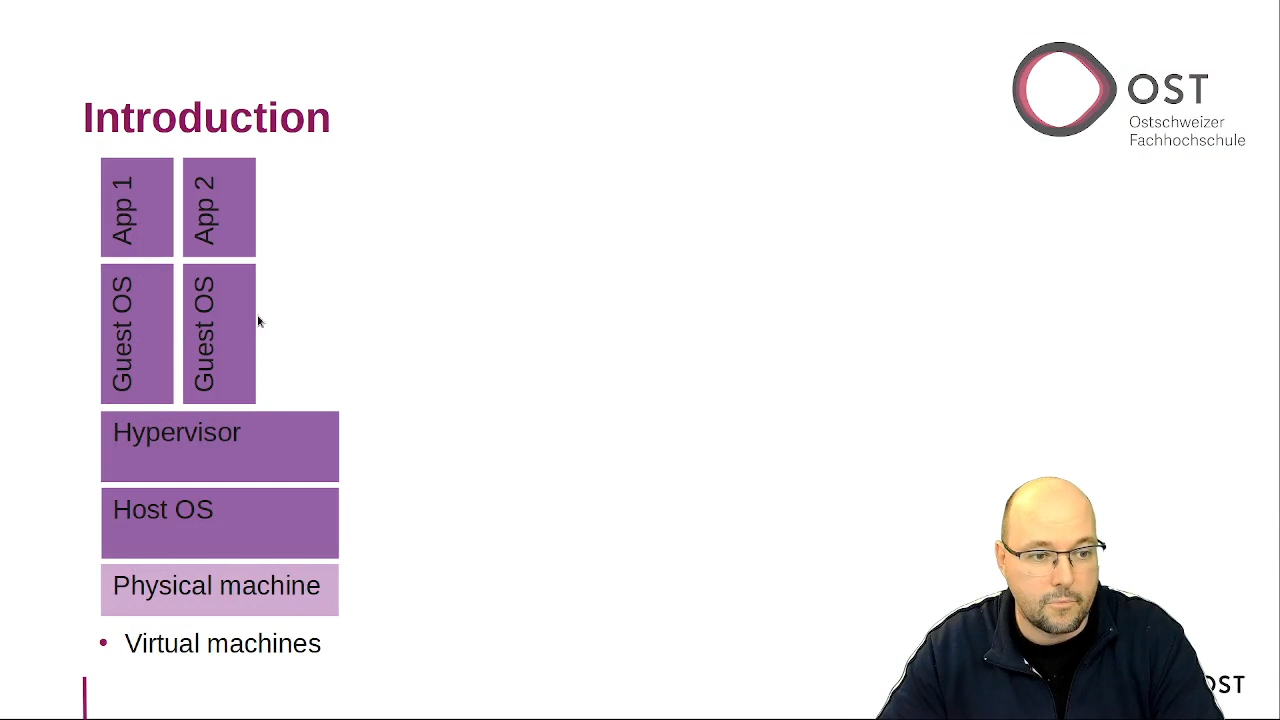 OST
Ostschweizer
Fachhochschule
Introduction
App 1
App 2
Guest OS
Guest OS
Hypervisor
Host OS
Physical machine
• Virtual machines
OST